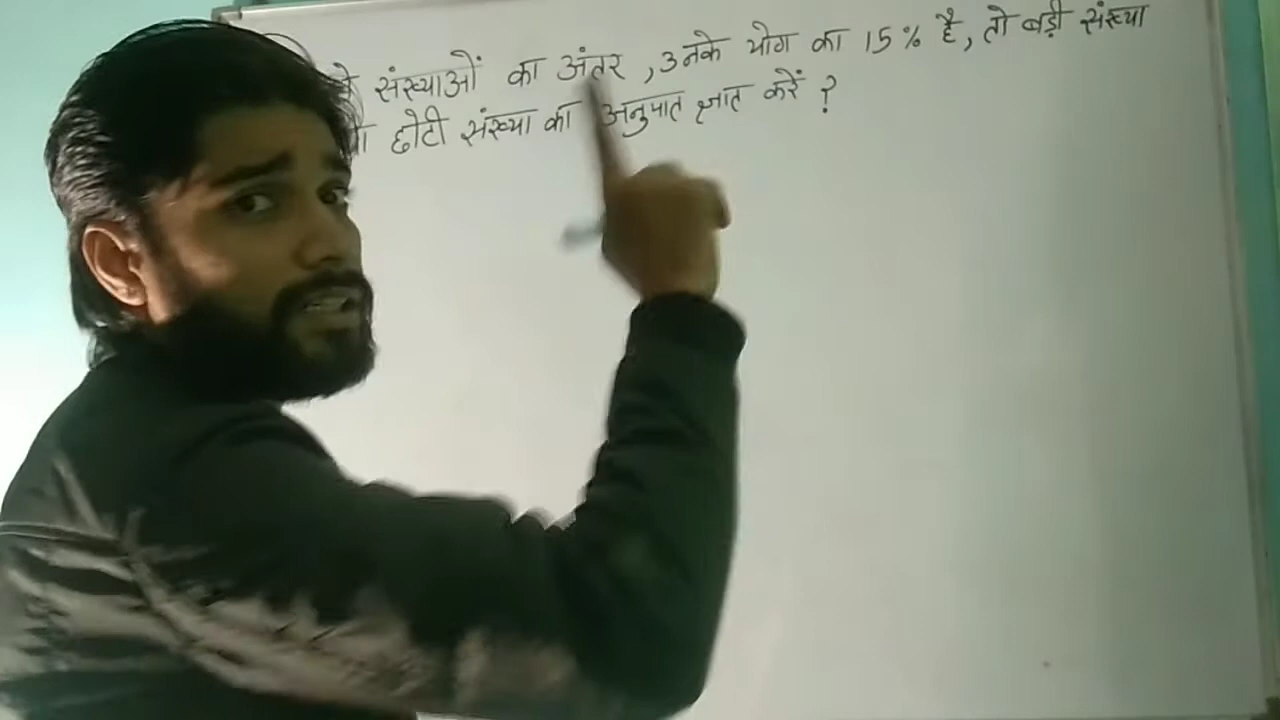 संख्याओं का अंतर , उनके योग का 15 % है, तो बड़ी संख्या
छोटी संख्या का अनुपात ज्ञात करें ?